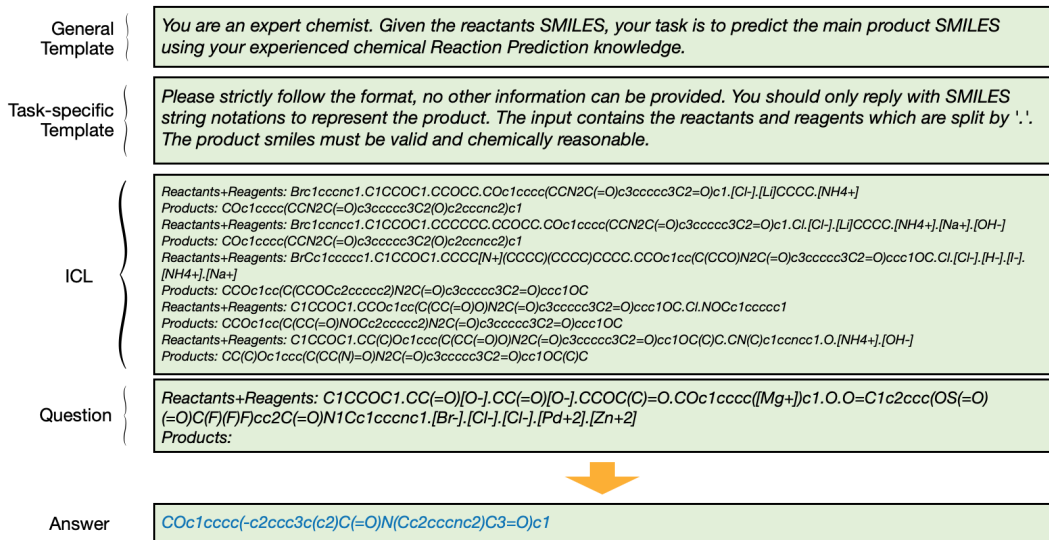 General
Template
You are an expert chemist. Given the reactants SMILES, your task is to predict the main product SMILES
using your experienced chemical Reaction Prediction knowledge.
Task-specific
Template
Please strictly follow the format, no other information can be provided. You should only reply with SMILES
string notations to represent the product. The input contains the reactants and reagents which are split by '.'.
The product smiles must be valid and chemically reasonable.
ICL
Reactants+Reagents: Brc1cccnc1.C1CCOC1.CCOCC.COc1cccc(CCN2C(=O)c3ccccc3C2=O)c1.[Cl-].[Li]CCCC.[NH4+]
Products: COc1cccc(CCN2C(=O)c3ccccc3C2(O)c2cccnc2)c1
Reactants+Reagents: Brc1ccncc1.C1CCOC1.CCCCCC.CCOCC.COc1cccc(CCN2C(=O)c3ccccc3C2=O)c1.Cl.[Cl-].[Li]CCCC.[NH4+].[Na+].[OH-]
Products: COc1cccc(CCN2C(=O)c3ccccc3C2(O)c2ccncc2)c1
Reactants+Reagents: BrCc1ccccc1.C1CCOC1.CCCC[N+](CCCC)(CCCC)CCCC.CCOc1cc(C(CCO)N2C(=O)c3ccccc3C2=O)ccc1OC.Cl.[Cl-].[H-].[I-].
[NH4+].[Na+]
Products: CCOc1cc(C(CCOCc2ccccc2)N2C(=O)c3ccccc3C2=O)ccc1OC
Reactants+Reagents: C1CCOC1.CCOc1cc(C(CC(=O)O)N2C(=O)c3ccccc3C2=O)ccc1OC.Cl.NOCc1ccccc1
Products: CCOc1cc(C(CC(=O)NOCc2ccccc2)N2C(=O)c3ccccc3C2=O)ccc1OC
Reactants+Reagents: C1CCOC1.CC(C)Oc1ccc(C(CC(=O)O)N2C(=O)c3ccccc3C2=O)cc1OC(C)C.CN(C)c1ccncc1.O.[NH4+].[OH-]
Products: CC(C)Oc1ccc(C(CC(N)=O)N2C(=O)c3ccccc3C2=O)cc1OC(C)C
Question
Reactants+Reagents: C1CCOC1.CC(=O)[O-].CC(=O)[O-].CCOC(C)=O.COc1cccc([Mg+])c1.O.O=C1c2ccc(OS(=O)
(=O)C(F)(F)F)cc2C(=O)N1Cc1cccnc1.[Br-].[Cl-].[Cl-].[Pd+2].[Zn+2]
Products:
Answer
COc1cccc(-c2ccc3c(c2)C(=O)N(Cc2cccnc2)C3=O)c1